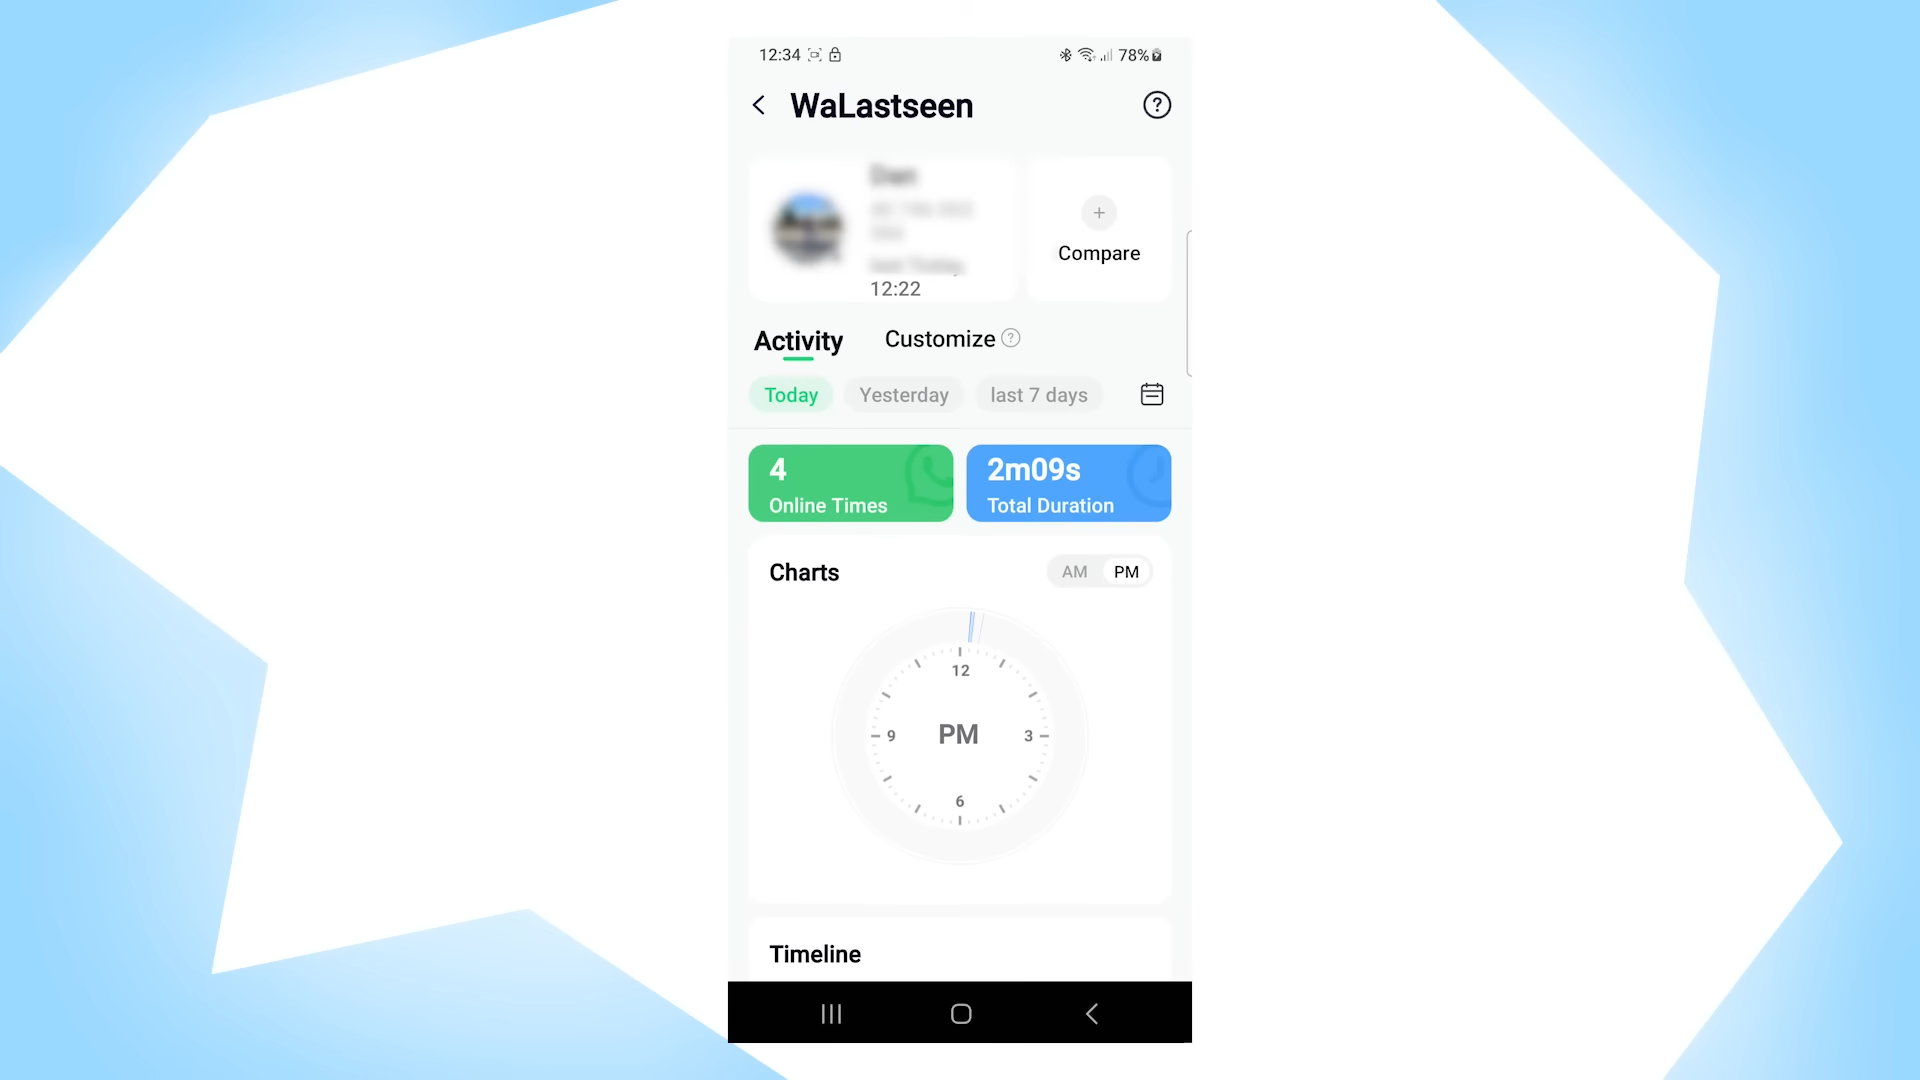 12:34
78%
WaLastseen
?
12:22
+
Compare
Activity
Customize ?
Today
Yesterday
last 7 days
4
Online Times
2m09s
Total Duration
Charts
AM
PM
12
9
PM
3
6
Timeline